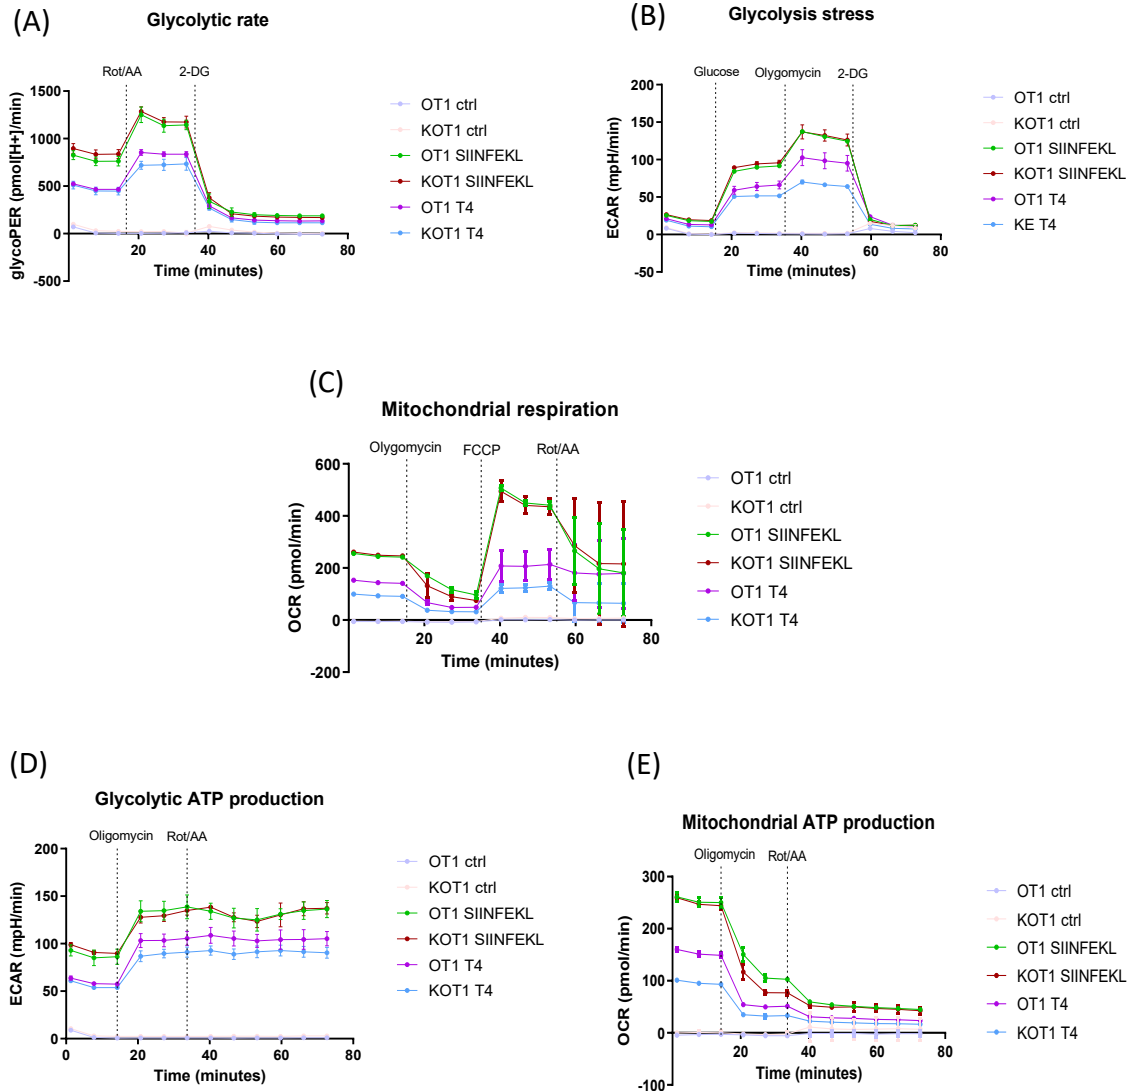 (A)
Glycolytic rate
Rot/AA 2-DG
1500
1000
500
0
-500
20 40 60 80
glycoPER (pmol[H+]/min)
Time (minutes)
OT1 ctrl
KOT1 ctrl
OT1 SIINFEKL
KOT1 SIINFEKL
OT1 T4
KOT1 T4
(B)
Glycolysis stress
Glucose Olygomycin 2-DG
200
150
100
50
0
-50
20 40 60 80
ECAR (mpH/min)
Time (minutes)
OT1 ctrl
KOT1 ctrl
OT1 SIINFEKL
KOT1 SIINFEKL
OT1 T4
KE T4
(C)
Mitochondrial respiration
Olygomycin FCCP Rot/AA
600
400
200
0
-200
20 40 60 80
OCR (pmol/min)
Time (minutes)
OT1 ctrl
KOT1 ctrl
OT1 SIINFEKL
KOT1 SIINFEKL
OT1 T4
KOT1 T4
(D)
Glycolytic ATP production
Oligomycin Rot/AA
200
150
100
50
0
0 20 40 60 80
ECAR (mpH/min)
Time (minutes)
OT1 ctrl
KOT1 ctrl
OT1 SIINFEKL
KOT1 SIINFEKL
OT1 T4
KOT1 T4
(E)
Mitochondrial ATP production
Oligomycin Rot/AA
300
200
100
0
-100
20 40 60 80
OCR (pmol/min)
Time (minutes)
OT1 ctrl
KOT1 ctrl
OT1 SIINFEKL
KOT1 SIINFEKL
OT1 T4
KOT1 T4